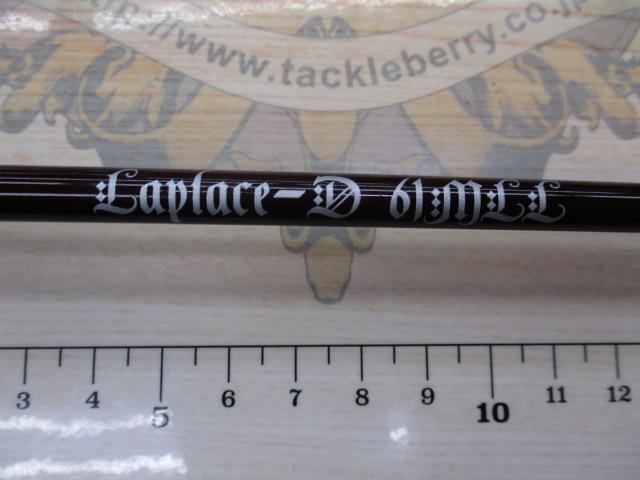 www.tackleberry.co.jp
Laplace-D 61MLL
3 4 5 6 7 8 9 10 11 12